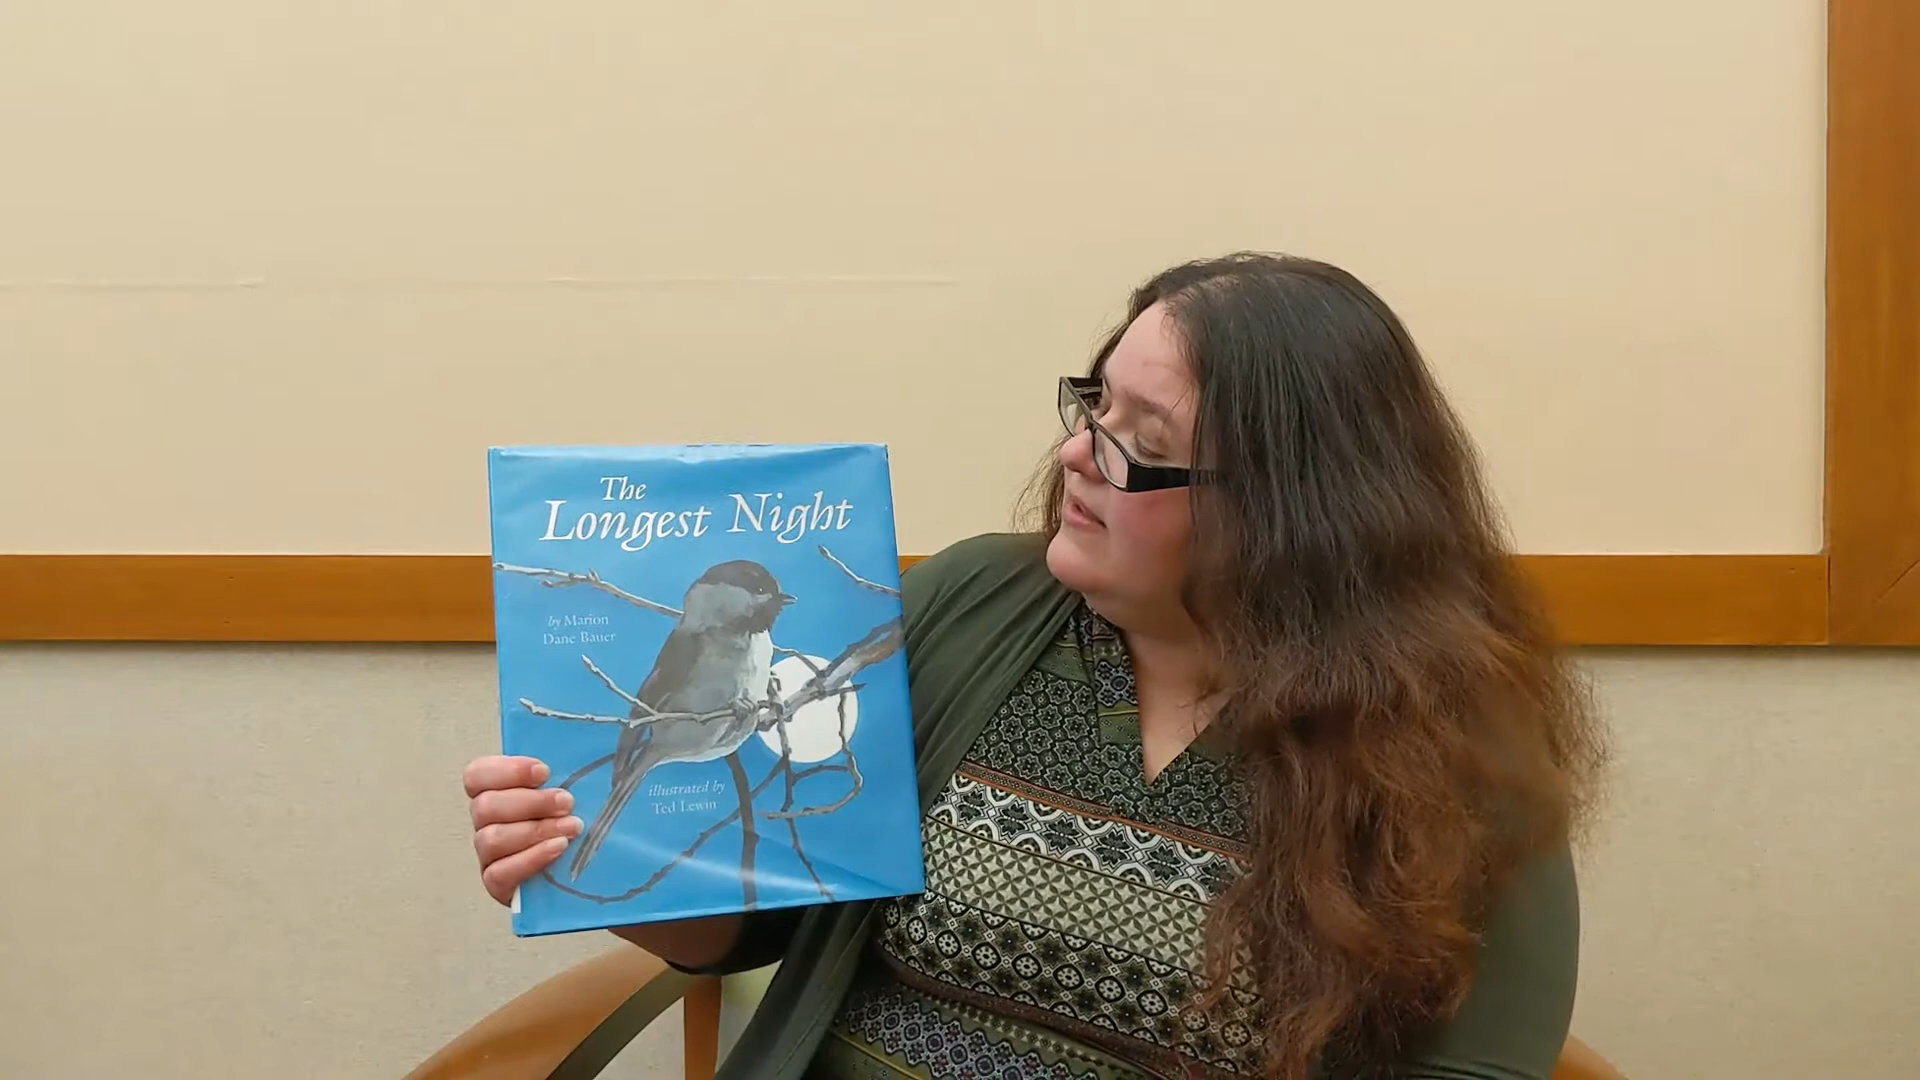 The
Longest Night
by Marion
Dane Bauer
illustrated by
Ted Lewin